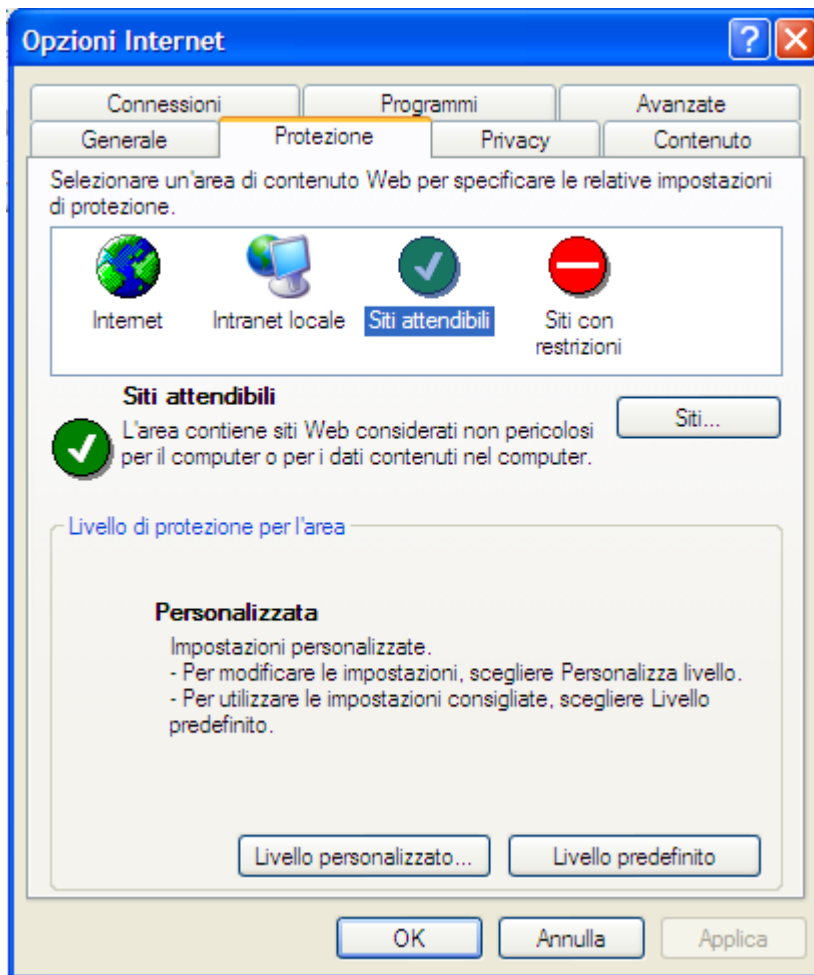 Opzioni Internet
Connessioni Programmi Avanzate
Generale Protezione Privacy Contenuto
Selezionare un'area di contenuto Web per specificare le relative impostazioni
di protezione.
Internet Intranet locale Siti attendibili Siti con
restrizioni
Siti attendibili
Siti...
L'area contiene siti Web considerati non pericolosi
per il computer o per i dati contenuti nel computer.
Livello di protezione per l'area
Personalizzata
Impostazioni personalizzate.
- Per modificare le impostazioni, scegliere Personalizza livello.
- Per utilizzare le impostazioni consigliate, scegliere Livello
predefinito.
Livello personalizzato... Livello predefinito
OK Annulla Applica